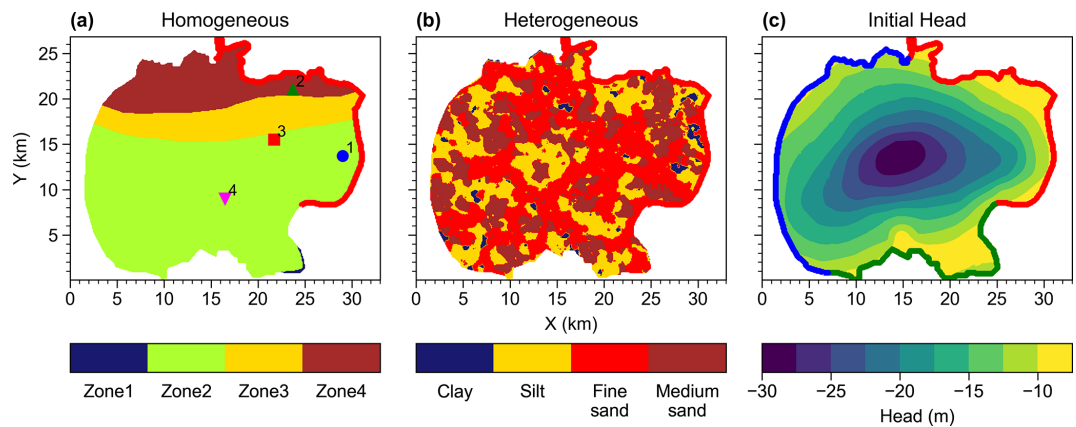 (a) Homogeneous
(b) Heterogeneous
(c) Initial Head
25
20
15
10
5
Y (km)
2
3
1
4
0 5 10 15 20 25 30
0 5 10 15 20 25 30
0 5 10 15 20 25 30
X (km)
Zone1 Zone2 Zone3 Zone4
Clay Silt Fine sand Medium sand
−30 −25 −20 −15 −10
Head (m)